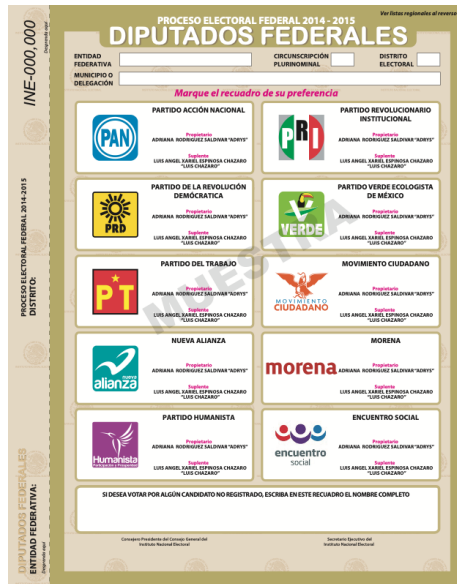 Ver listas regionales al reverso
PROCESO ELECTORAL FEDERAL 2014 - 2015
DIPUTADOS FEDERALES
INE-000,000
Desprenda aquí
ENTIDAD
FEDERATIVA
CIRCUNSCRIPCIÓN
PLURINOMINAL
DISTRITO
ELECTORAL
MUNICIPIO O
DELEGACIÓN
Marque el recuadro de su preferencia
PARTIDO ACCIÓN NACIONAL
PAN
Propietario
ADRIANA RODRIGUEZ SALDIVAR "ADRYS"
Suplente
LUIS ANGEL XARIEL ESPINOSA CHAZARO
"LUIS CHAZARO"
PARTIDO REVOLUCIONARIO
INSTITUCIONAL
PRI
Propietario
ADRIANA RODRIGUEZ SALDIVAR "ADRYS"
Suplente
LUIS ANGEL XARIEL ESPINOSA CHAZARO
"LUIS CHAZARO"
PARTIDO DE LA REVOLUCIÓN
DEMÓCRATICA
PRD
Propietario
ADRIANA RODRIGUEZ SALDIVAR "ADRYS"
Suplente
LUIS ANGEL XARIEL ESPINOSA CHAZARO
"LUIS CHAZARO"
PARTIDO VERDE ECOLOGISTA
DE MÉXICO
VERDE
Propietario
ADRIANA RODRIGUEZ SALDIVAR "ADRYS"
Suplente
LUIS ANGEL XARIEL ESPINOSA CHAZARO
"LUIS CHAZARO"
PARTIDO DEL TRABAJO
PT
Propietario
ADRIANA RODRIGUEZ SALDIVAR "ADRYS"
Suplente
LUIS ANGEL XARIEL ESPINOSA CHAZARO
"LUIS CHAZARO"
MOVIMIENTO CIUDADANO
MOVIMIENTO
CIUDADANO
Propietario
ADRIANA RODRIGUEZ SALDIVAR "ADRYS"
Suplente
LUIS ANGEL XARIEL ESPINOSA CHAZARO
"LUIS CHAZARO"
NUEVA ALIANZA
nueva
alianza
Propietario
ADRIANA RODRIGUEZ SALDIVAR "ADRYS"
Suplente
LUIS ANGEL XARIEL ESPINOSA CHAZARO
"LUIS CHAZARO"
MORENA
morena
Propietario
ADRIANA RODRIGUEZ SALDIVAR "ADRYS"
Suplente
LUIS ANGEL XARIEL ESPINOSA CHAZARO
"LUIS CHAZARO"
PARTIDO HUMANISTA
Humanista
Propietario
ADRIANA RODRIGUEZ SALDIVAR "ADRYS"
Suplente
LUIS ANGEL XARIEL ESPINOSA CHAZARO
"LUIS CHAZARO"
ENCUENTRO SOCIAL
encuentro
social
Propietario
ADRIANA RODRIGUEZ SALDIVAR "ADRYS"
Suplente
LUIS ANGEL XARIEL ESPINOSA CHAZARO
"LUIS CHAZARO"
MUESTRA
SI DESEA VOTAR POR ALGÚN CANDIDATO NO REGISTRADO, ESCRIBA EN ESTE RECUADRO EL NOMBRE COMPLETO
Consejero Presidente del Consejo General del
Instituto Nacional Electoral
Secretario Ejecutivo del
Instituto Nacional Electoral
PROCESO ELECTORAL FEDERAL 2014-2015
DISTRITO:
DIPUTADOS FEDERALES
ENTIDAD FEDERATIVA:
Desprenda aquí